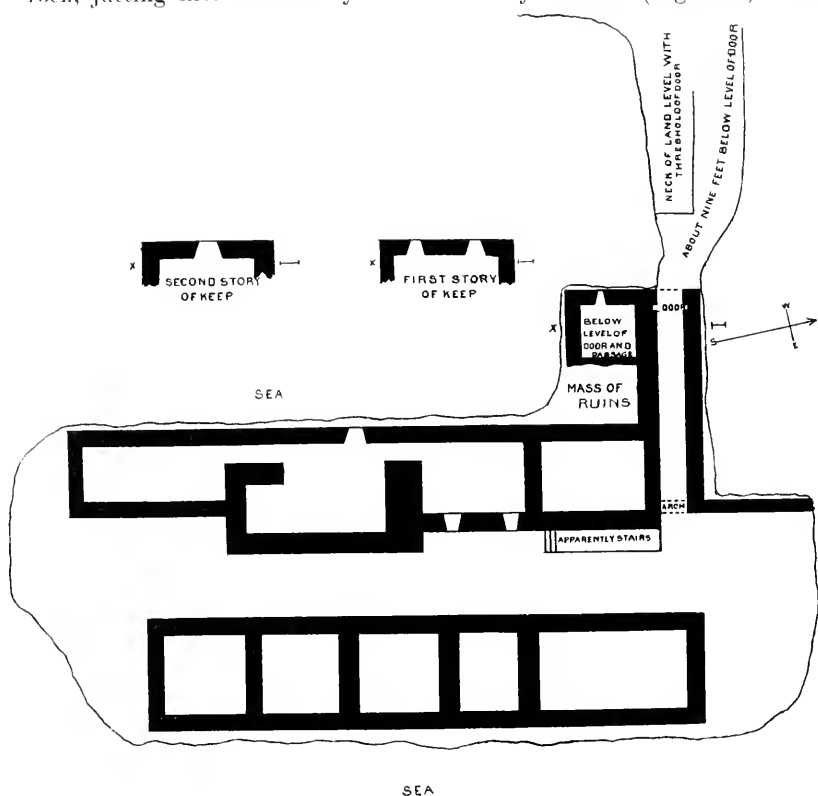 NECK OF LAND LEVEL WITH
THRESHOLD OF DOOR
ABOUT NINE FEET BELOW LEVEL OF DOOR
X
SECOND STORY
OF KEEP
X
FIRST STORY
OF KEEP
X
BELOW
LEVEL OF
DOOR AND
PASSAGE
DOOR
W
S
E
MASS OF
RUINS
SEA
ARCH
APPARENTLY STAIRS
SEA